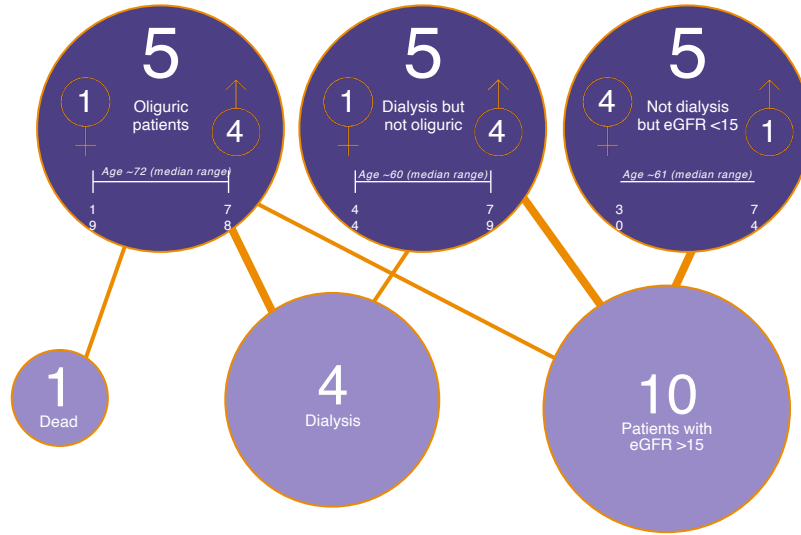 5
Oliguric
patients
1
4
Age ~72 (median range)
1
9
7
8
5
Dialysis but
not oliguric
1
4
Age ~60 (median range)
4
4
7
9
5
Not dialysis
but eGFR <15
4
1
Age ~61 (median range)
3
0
7
4
1
Dead
4
Dialysis
10
Patients with
eGFR >15